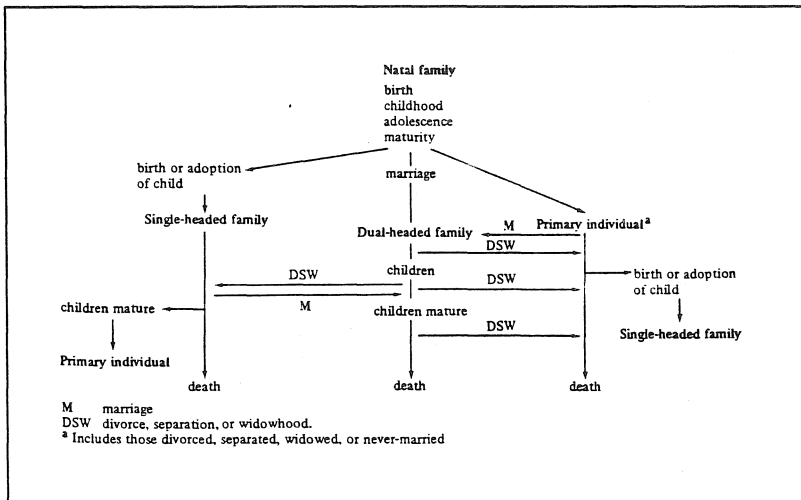 Natal family
birth
childhood
adolescence
maturity
birth or adoption
of child
marriage
Single-headed family
Dual-headed family
M
Primary individual a
DSW
DSW
children
DSW
birth or adoption
of child
M
children mature
children mature
DSW
Single-headed family
Primary individual
death
death
death
M marriage
DSW divorce, separation, or widowhood.
a Includes those divorced, separated, widowed, or never-married